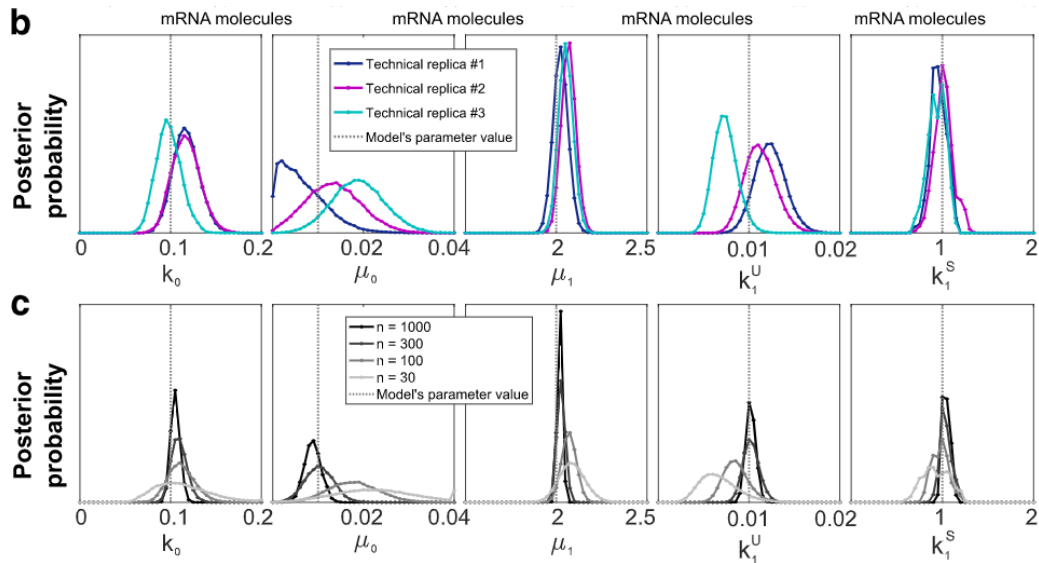 mRNA molecules mRNA molecules mRNA molecules mRNA molecules
b
Posterior
probability
Technical replica #1
Technical replica #2
Technical replica #3
Model's parameter value
0 0.1 0.2 0.02 0.04 2 2.5 0.01 0.02 1 2
k₀ μ₀ μ₁ k₁ᵁ k₁ˢ
c
Posterior
probability
n = 1000
n = 300
n = 100
n = 30
Model's parameter value
0 0.1 0.2 0.02 0.04 2 2.5 0.01 0.02 1 2
k₀ μ₀ μ₁ k₁ᵁ k₁ˢ